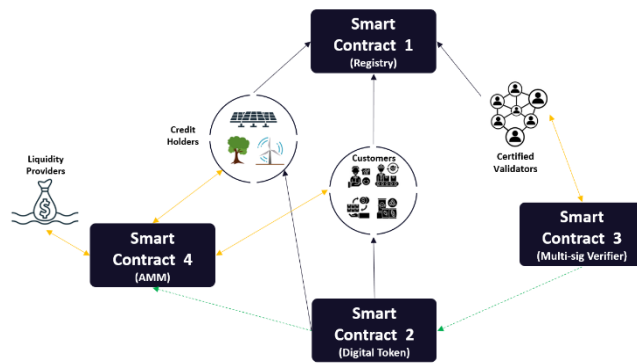 Smart
Contract 1
(Registry)
Credit
Holders
Liquidity
Providers
Customers
Certified
Validators
Smart
Contract 4
(AMM)
Smart
Contract 3
(Multi-sig Verifier)
Smart
Contract 2
(Digital Token)